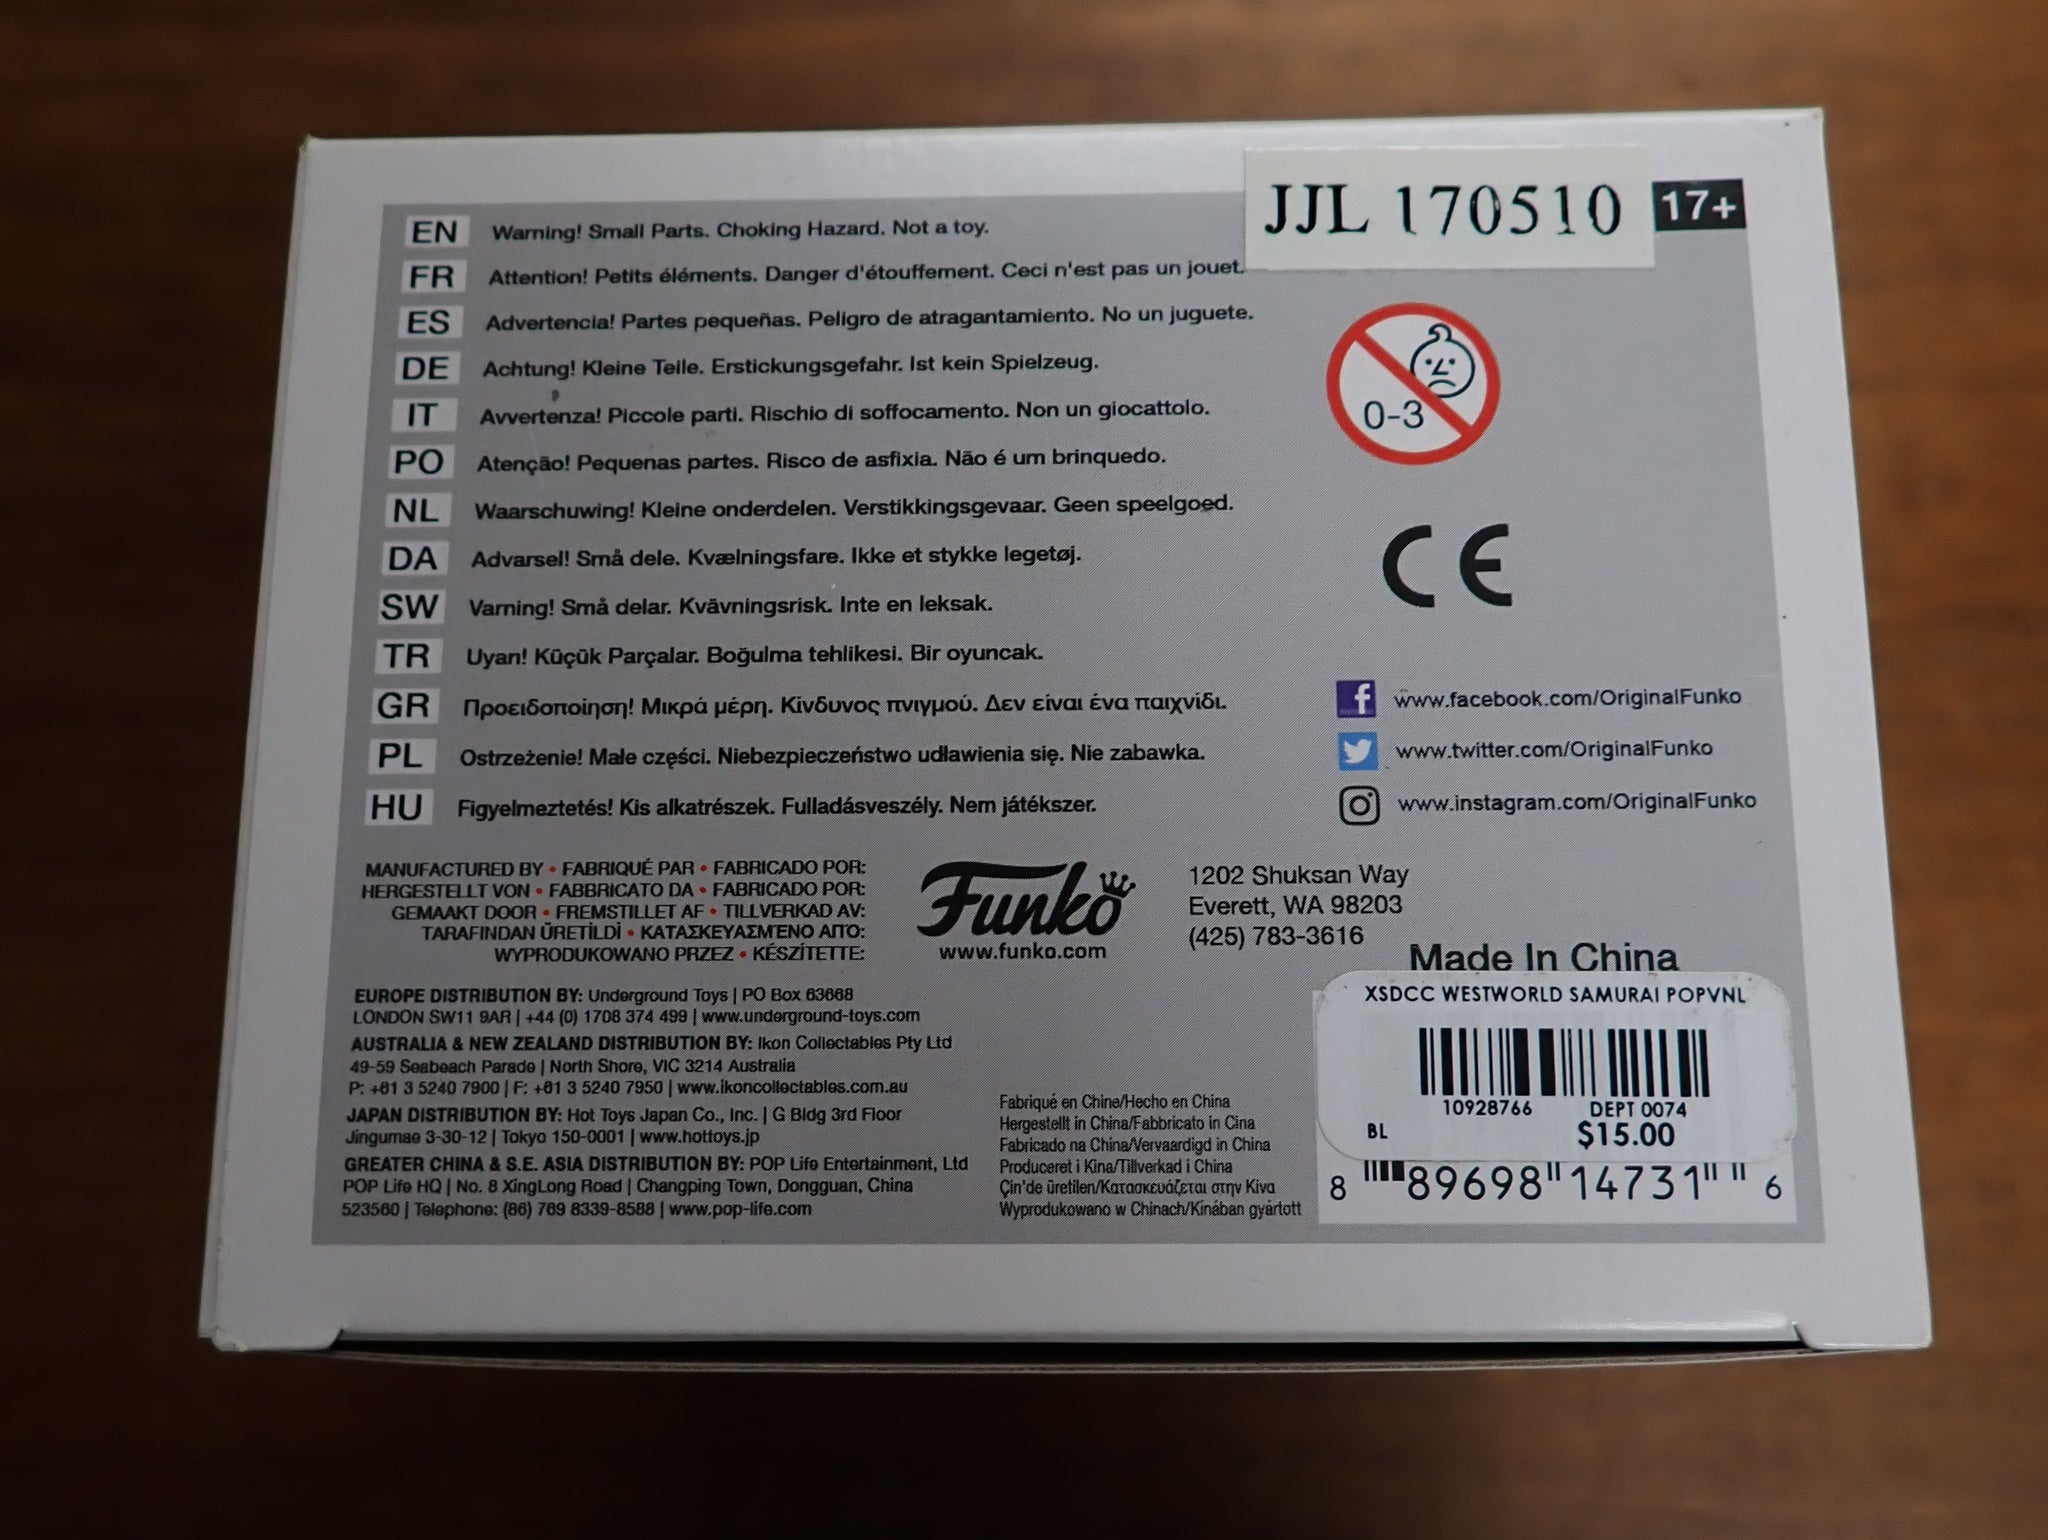 JJL 170510
17+
EN Warning! Small Parts. Choking Hazard. Not a toy.
FR Attention! Petits éléments. Danger d'étouffement. Ceci n'est pas un jouet.
ES Advertencia! Partes pequeñas. Peligro de atragantamiento. No un juguete.
DE Achtung! Kleine Teile. Erstickungsgefahr. Ist kein Spielzeug.
IT Avvertenza! Piccole parti. Rischio di soffocamento. Non un giocattolo.
PO Atenção! Pequenas partes. Risco de asfixia. Não é um brinquedo.
NL Waarschuwing! Kleine onderdelen. Verstikkingsgevaar. Geen speelgoed.
DA Advarsel! Små dele. Kvælningsfare. Ikke et stykke legetøj.
SW Varning! Små delar. Kvävningsrisk. Inte en leksak.
TR Uyan! Küçük Parçalar. Boğulma tehlikesi. Bir oyuncak.
GR Προειδοποίηση! Μικρά μέρη. Κίνδυνος πνιγμού. Δεν είναι ένα παιχνίδι.
PL Ostrzeżenie! Małe części. Niebezpieczeństwo udławienia się. Nie zabawka.
HU Figyelmeztetés! Kis alkatrészek. Fulladásveszély. Nem játékszer.
0-3
CE
www.facebook.com/OriginalFunko
www.twitter.com/OriginalFunko
www.instagram.com/OriginalFunko
MANUFACTURED BY • FABRIQUÉ PAR • FABRICADO POR:
HERGESTELLT VON • FABBRICATO DA • FABRICADO POR:
GEMAAKT DOOR • FREMSTILLET AF • TILLVERKAD AV:
TARAFINDAN ÜRETİLDİ • ΚΑΤΑΣΚΕΥΑΣΜΈΝΟ ΑΠΌ:
WYPRODUKOWANO PRZEZ • KÉSZÍTETTE:
Funko
www.funko.com
1202 Shuksan Way
Everett, WA 98203
(425) 783-3616
Made In China
EUROPE DISTRIBUTION BY: Underground Toys | PO Box 63668
LONDON SW11 9AR | +44 (0) 1708 374 499 | www.underground-toys.com
AUSTRALIA & NEW ZEALAND DISTRIBUTION BY: Ikon Collectables Pty Ltd
49-59 Seabeach Parade | North Shore, VIC 3214 Australia
P: +61 3 5240 7900 | F: +61 3 5240 7950 | www.ikoncollectables.com.au
JAPAN DISTRIBUTION BY: Hot Toys Japan Co., Inc. | G Bldg 3rd Floor
Jingumae 3-30-12 | Tokyo 150-0001 | www.hottoys.jp
GREATER CHINA & S.E. ASIA DISTRIBUTION BY: POP Life Entertainment, Ltd
POP Life HQ | No. 8 XingLong Road | Changping Town, Dongguan, China
523560 | Telephone: (86) 769 8339-8588 | www.pop-life.com
Fabriqué en Chine/Hecho en China
Hergestellt in China/Fabbricato in Cina
Fabricado na China/Vervaardigd in China
Produceret i Kina/Tillverkad i China
Çin'de üretilen/Κατασκευάζεται στην Κίνα
Wyprodukowano w Chinach/Kínában gyártott
XSDCC WESTWORLD SAMURAI POPVNL
10928766 DEPT 0074
BL $15.00
8 89698 14731 6